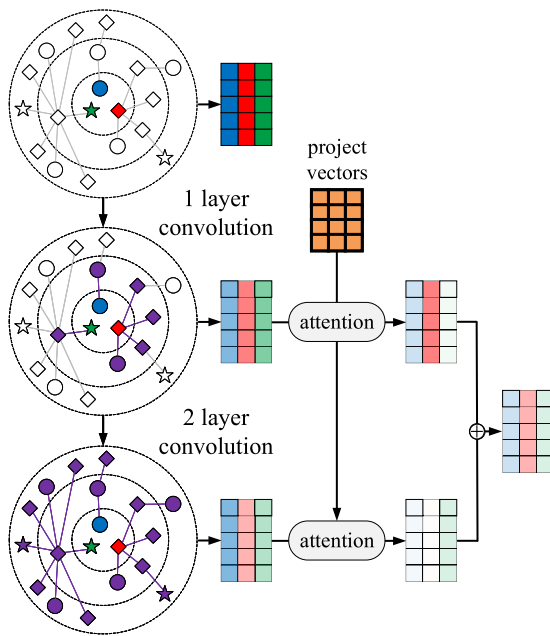 project
vectors
1 layer
convolution
attention
2 layer
convolution
attention